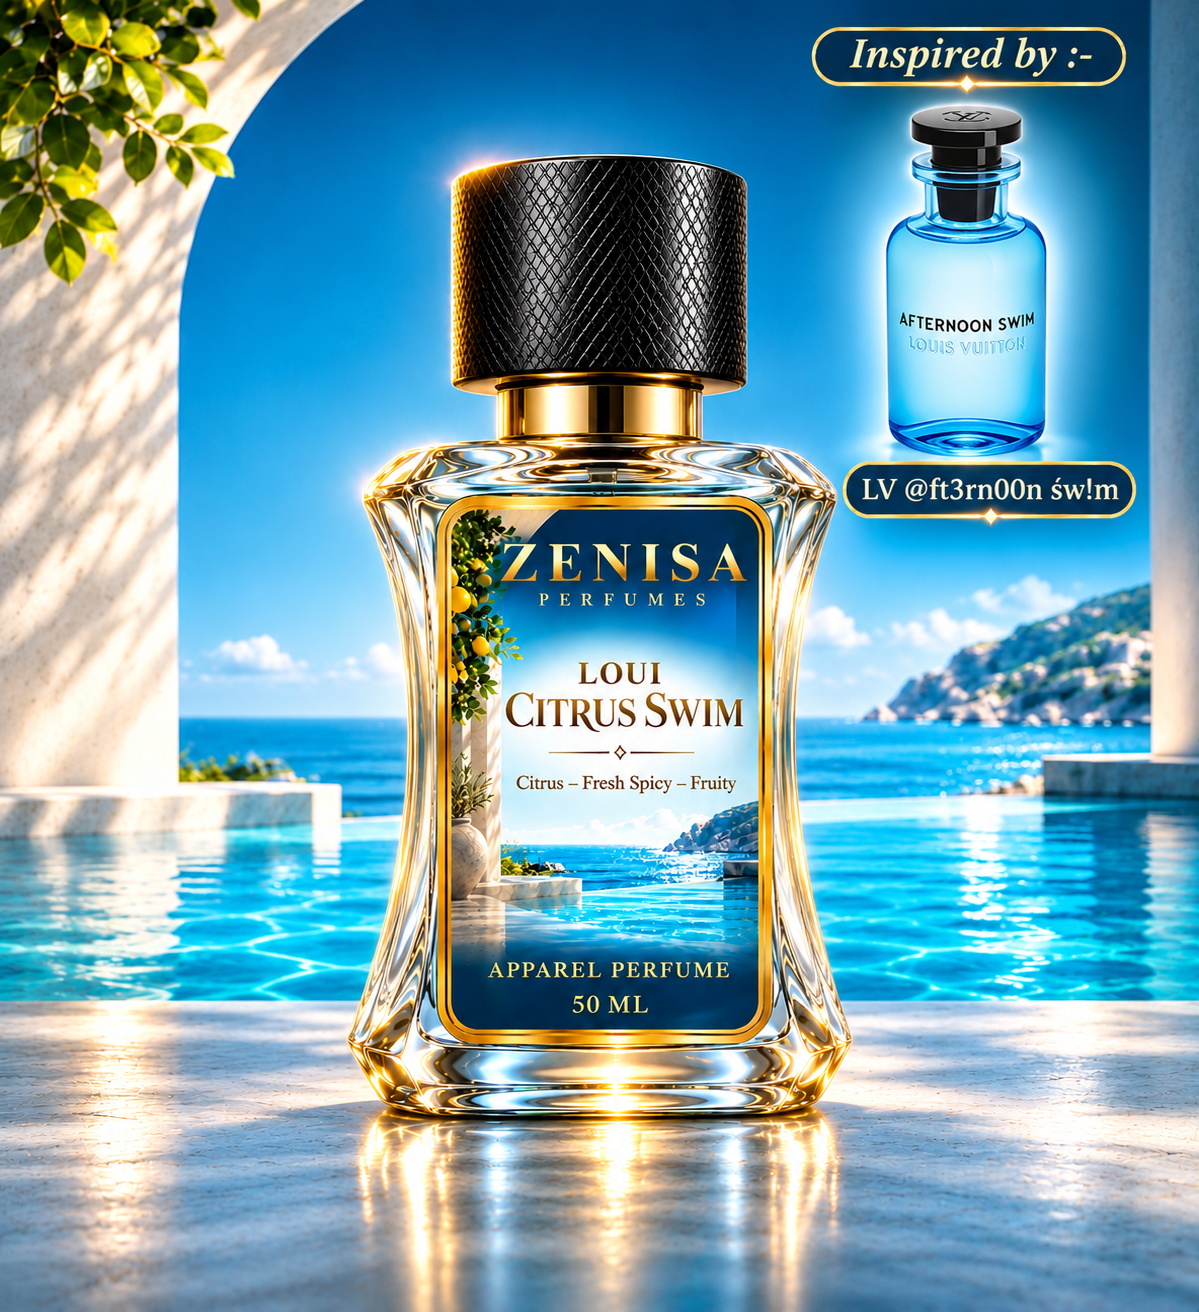 Inspired by :-
AFTERNOON SWIM
LOUIS VUITTON
LV @ft3rn00n św!m
ZENISA
PERFUMES
LOUI
CITRUS SWIM
Citrus – Fresh Spicy – Fruity
APPAREL PERFUME
50 ML